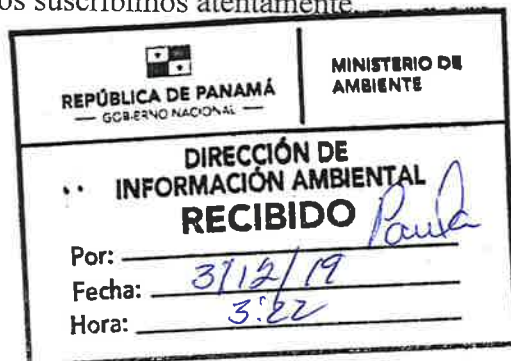 os suscribimos atentamente
REPÚBLICA DE PANAMÁ
— GOBIERNO NACIONAL —
MINISTERIO DE
AMBIENTE
DIRECCIÓN DE
INFORMACIÓN AMBIENTAL
RECIBIDO
Por: Paula
Fecha: 3/12/19
Hora: 3:22